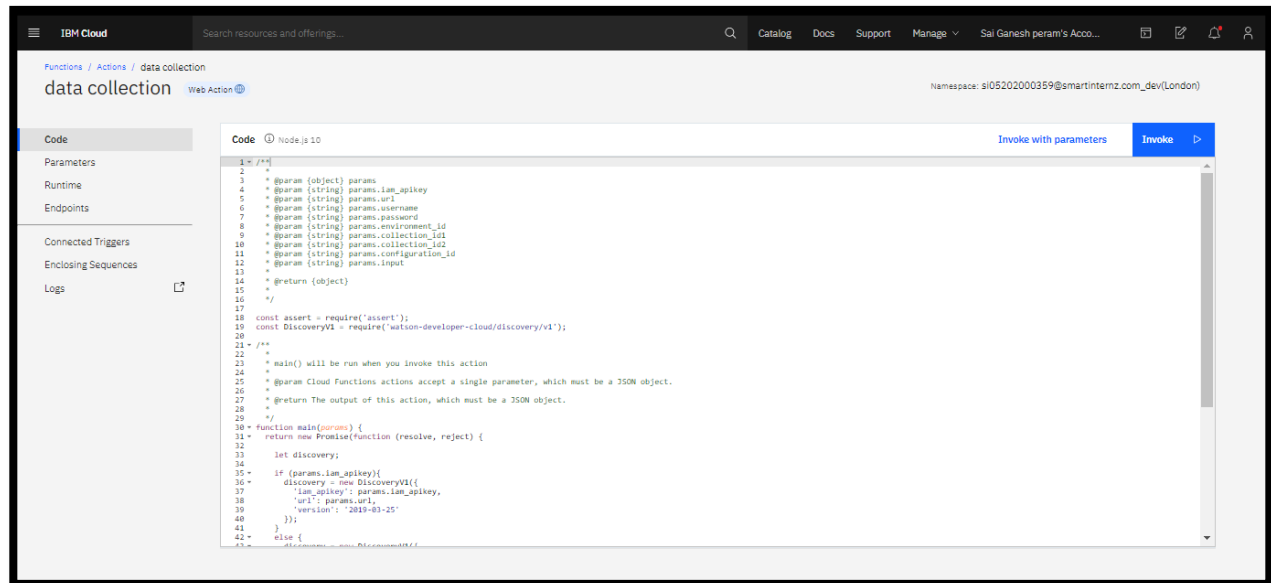 IBM Cloud
Search resources and offerings...
Catalog Docs Support Manage Sai Ganesh peram's Acco...
Functions / Actions / data collection
data collection Web Action
Namespace: si05202000359@smartinternz.com_dev(London)
Code
Parameters
Runtime
Endpoints
Connected Triggers
Enclosing Sequences
Logs
Code Node.js 10 Invoke with parameters Invoke
1 /**
2 *
3 * @param {object} params
4 * @param {string} params.iam_apikey
5 * @param {string} params.url
6 * @param {string} params.username
7 * @param {string} params.password
8 * @param {string} params.environment_id
9 * @param {string} params.collection_id1
10 * @param {string} params.collection_id2
11 * @param {string} params.configuration_id
12 * @param {string} params.input
13 *
14 * @return {object}
15 *
16 */
17
18 const assert = require('assert');
19 const DiscoveryV1 = require('watson-developer-cloud/discovery/v1');
20
21 /**
22 *
23 * main() will be run when you invoke this action
24 *
25 * @param Cloud Functions actions accept a single parameter, which must be a JSON object.
26 *
27 * @return The output of this action, which must be a JSON object.
28 *
29 */
30 function main(params) {
31 return new Promise(function (resolve, reject) {
32
33 let discovery;
34
35 if (params.iam_apikey){
36 discovery = new DiscoveryV1({
37 'iam_apikey': params.iam_apikey,
38 'url': params.url,
39 'version': '2019-03-25'
40 });
41 }
42 else {
43 discovery = new DiscoveryV1({